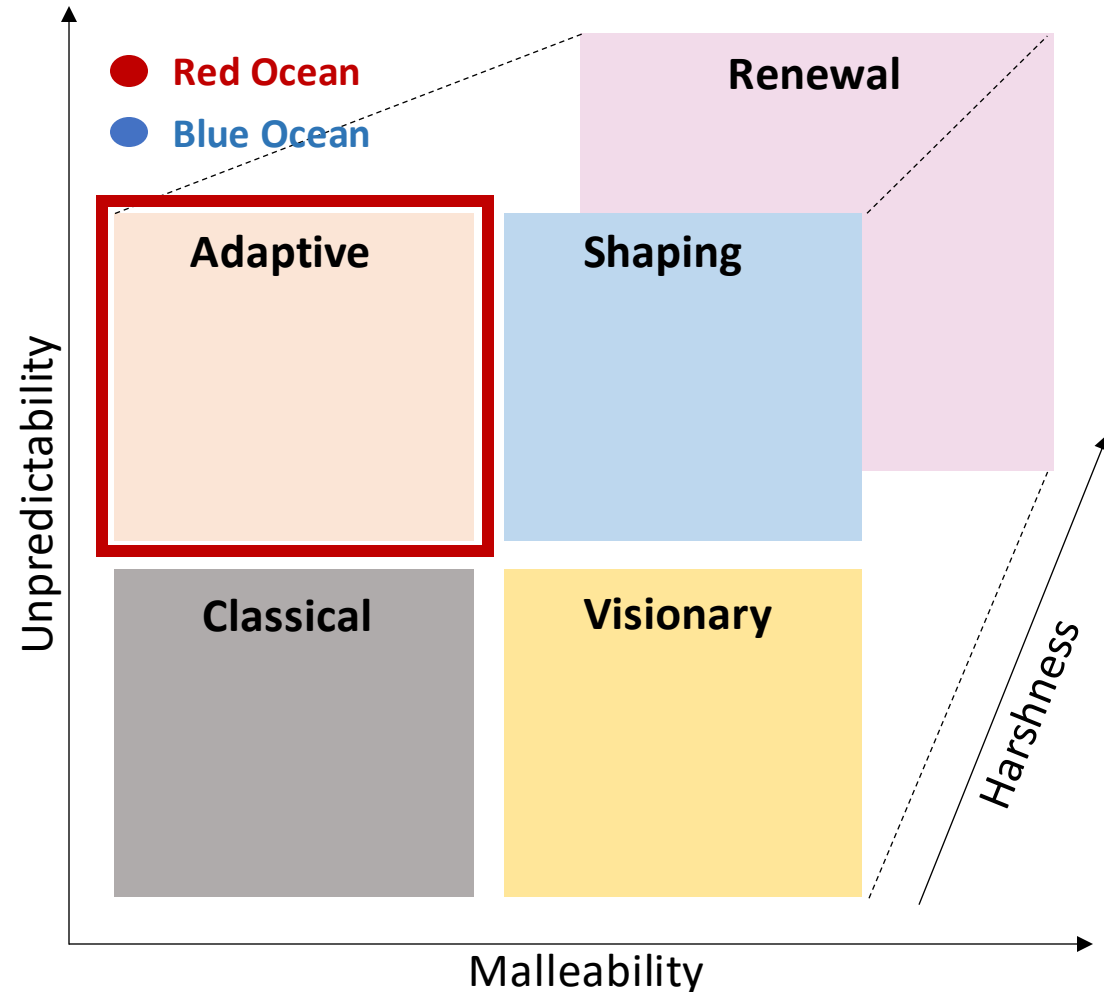 Red Ocean
Blue Ocean
Renewal
Adaptive
Shaping
Classical
Visionary
Unpredictability
Malleability
Harshness